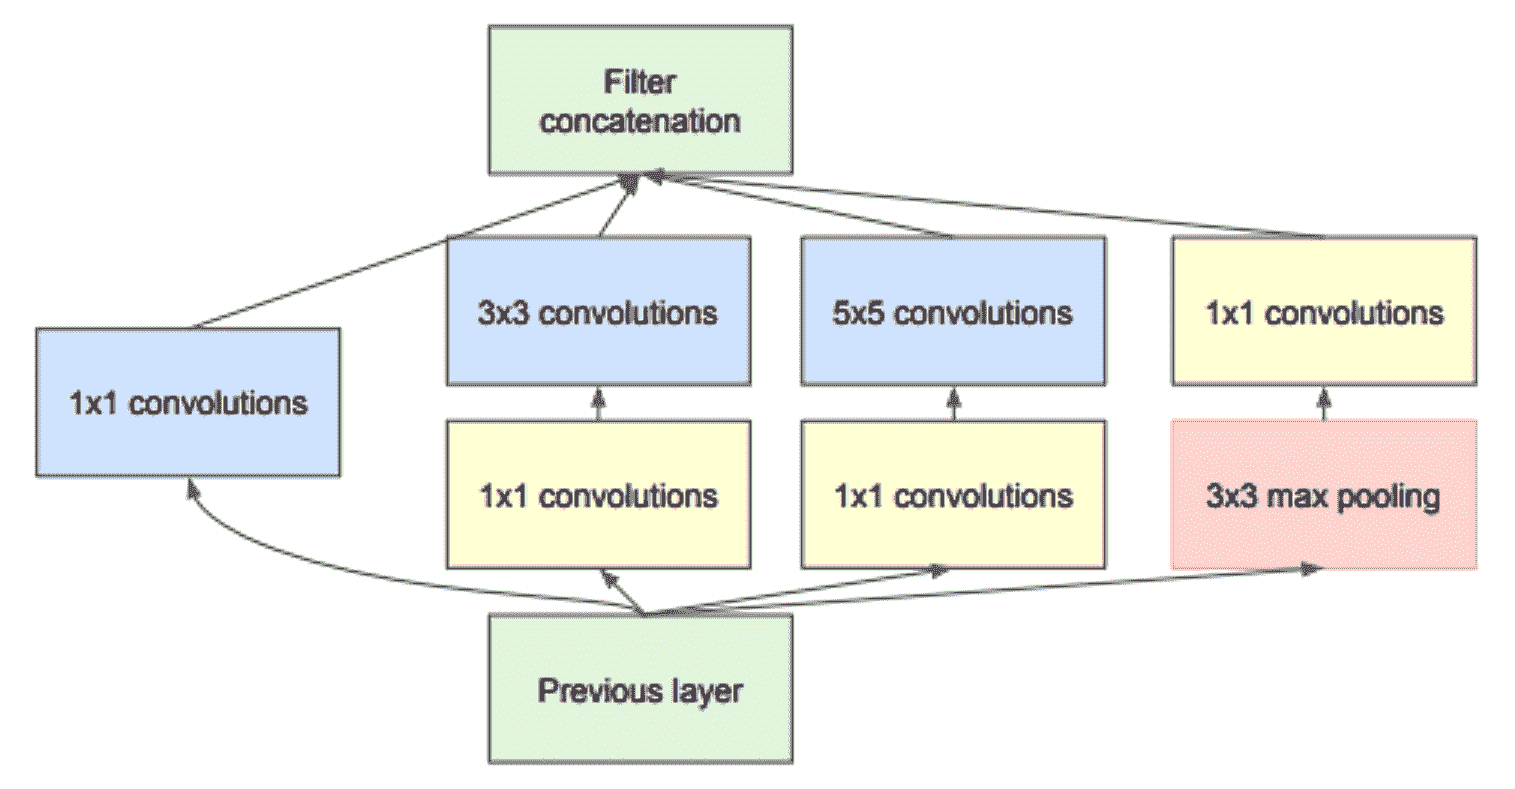 Filter
concatenation
3x3 convolutions
5x5 convolutions
1x1 convolutions
1x1 convolutions
1x1 convolutions
1x1 convolutions
3x3 max pooling
Previous layer